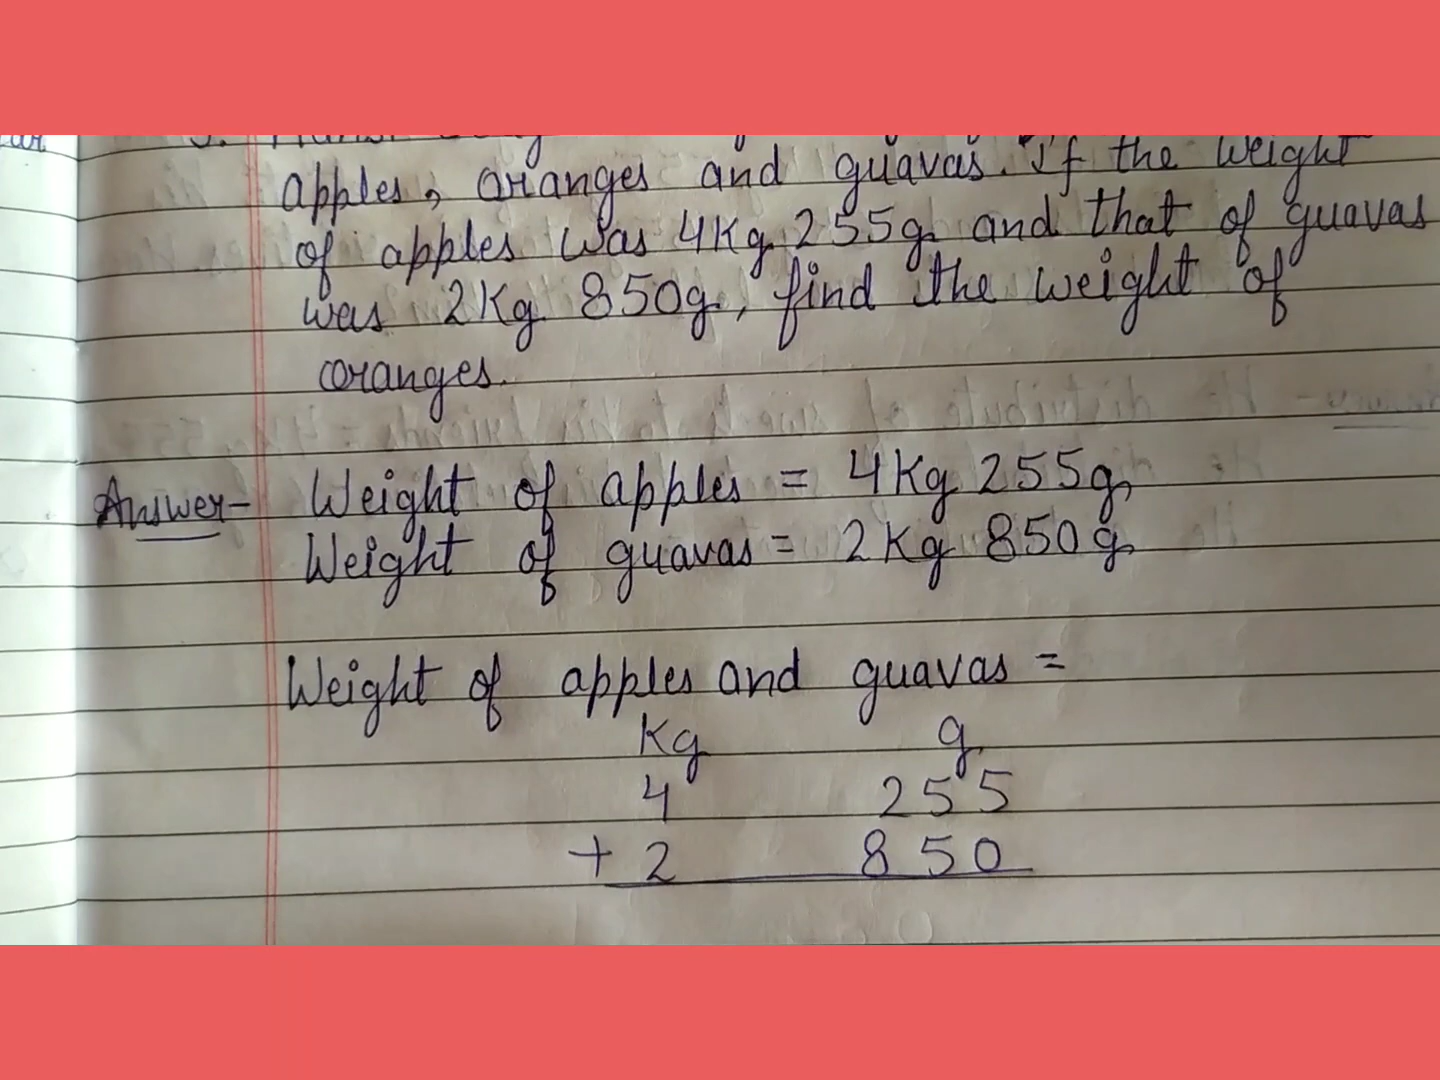 apples, oranges and guavas. If the weight
of apples was 4Kg 255g and that of guavas
was 2Kg 850g, find the weight of
oranges.
Answer- Weight of apples = 4Kg 255g
Weight of guavas = 2Kg 850g
Weight of apples and guavas =
Kg g
4 255
+ 2 850